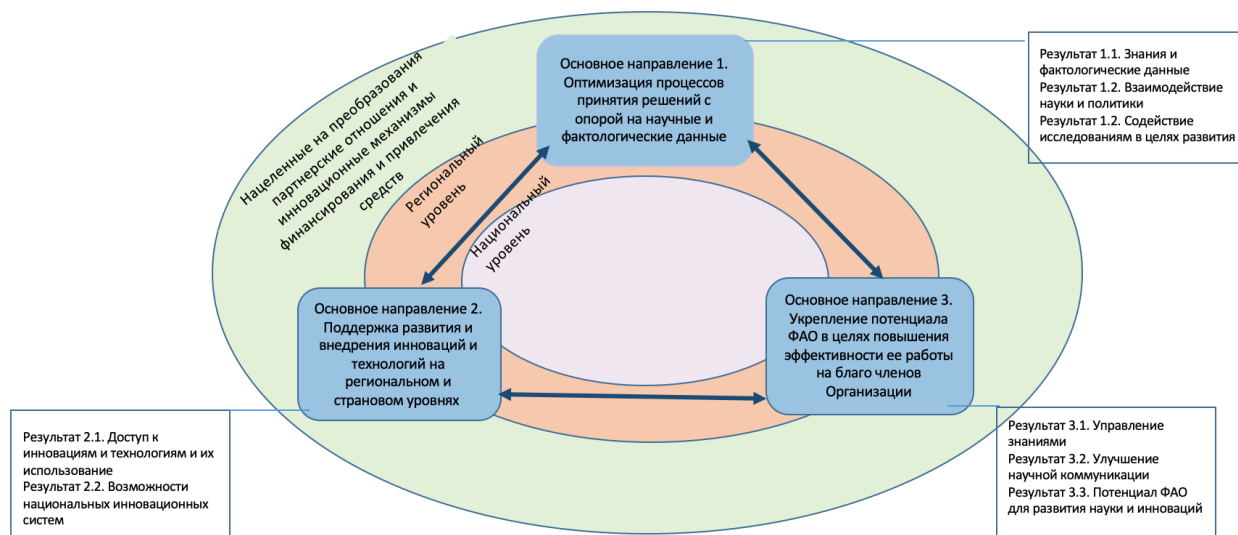 Нацеленные на преобразования
партнерские отношения и
инновационные механизмы
финансирования и привлечения
средств
Региональный
уровень
Национальный
уровень
Основное направление 1.
Оптимизация процессов
принятия решений с
опорой на научные и
фактологические данные
Результат 1.1. Знания и
фактологические данные
Результат 1.2. Взаимодействие
науки и политики
Результат 1.2. Содействие
исследованиям в целях развития
Основное направление 2.
Поддержка развития и
внедрения инноваций и
технологий на
региональном и
страновом уровнях
Основное направление 3.
Укрепление потенциала
ФАО в целях повышения
эффективности ее работы
на благо членов
Организации
Результат 2.1. Доступ к
инновациям и технологиям и их
использование
Результат 2.2. Возможности
национальных инновационных
систем
Результат 3.1. Управление
знаниями
Результат 3.2. Улучшение
научной коммуникации
Результат 3.3. Потенциал ФАО
для развития науки и инноваций